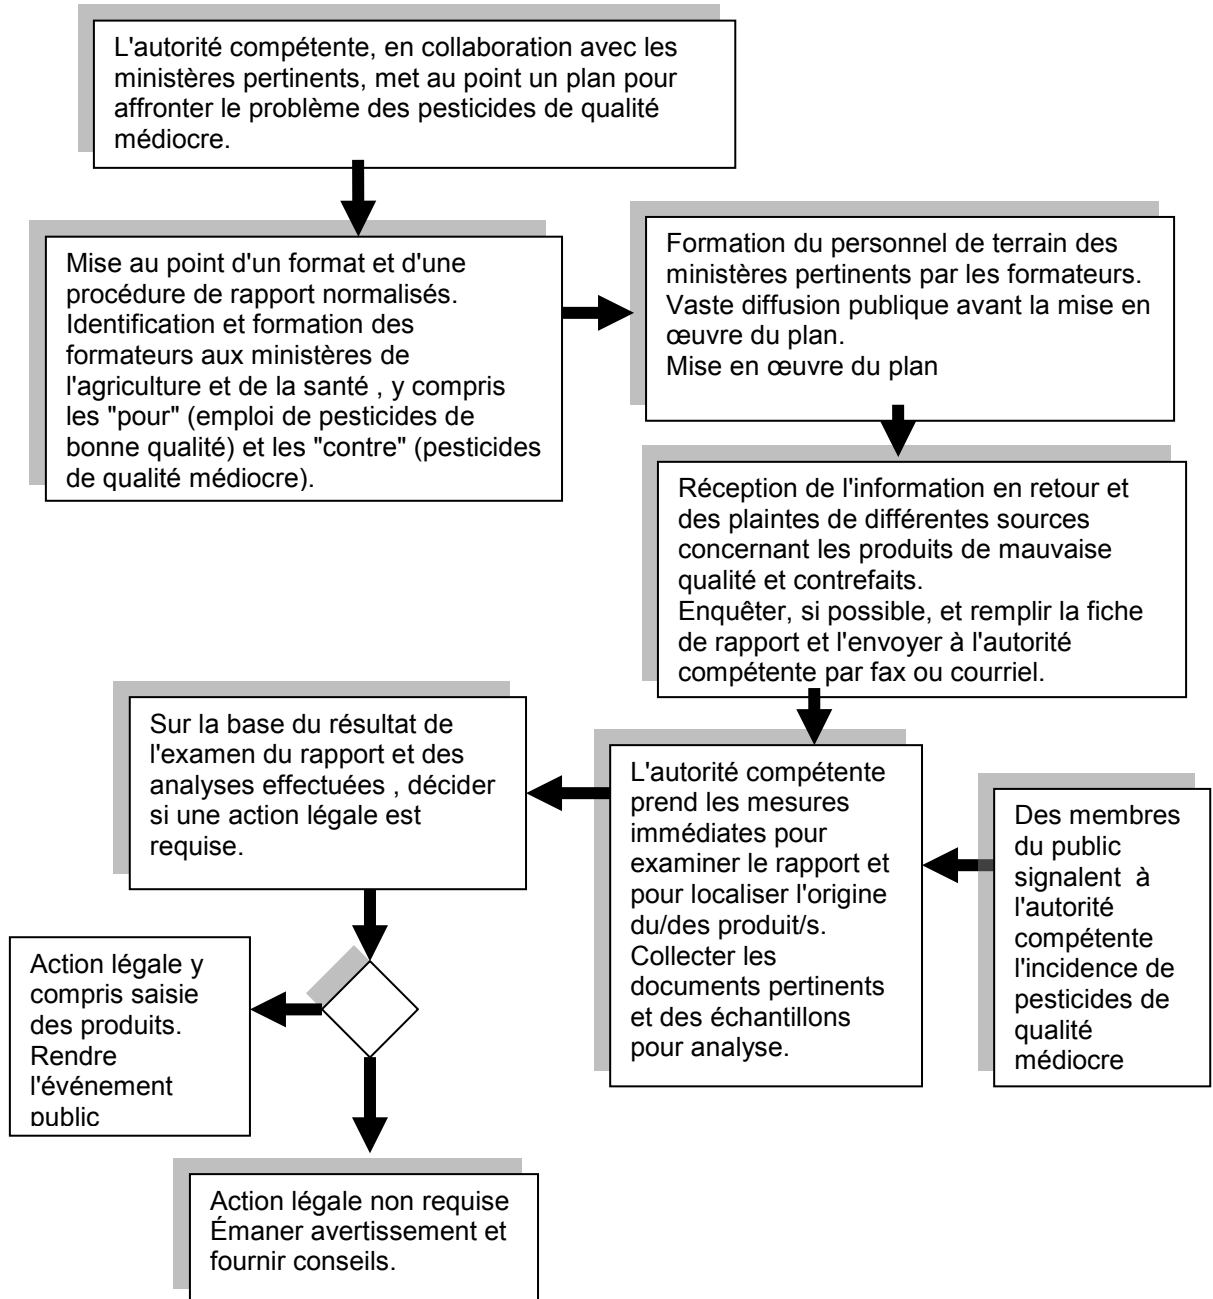 L'autorité compétente, en collaboration avec les
ministères pertinents, met au point un plan pour
affronter le problème des pesticides de qualité
médiocre.
Mise au point d'un format et d'une
procédure de rapport normalisés.
Identification et formation des
formateurs aux ministères de
l'agriculture et de la santé , y compris
les "pour" (emploi de pesticides de
bonne qualité) et les "contre" (pesticides
de qualité médiocre).
Formation du personnel de terrain des
ministères pertinents par les formateurs.
Vaste diffusion publique avant la mise en
œuvre du plan.
Mise en œuvre du plan
Réception de l'information en retour et
des plaintes de différentes sources
concernant les produits de mauvaise
qualité et contrefaits.
Enquêter, si possible, et remplir la fiche
de rapport et l'envoyer à l'autorité
compétente par fax ou courriel.
Des membres
du public
signalent à
l'autorité
compétente
l'incidence de
pesticides de
qualité
médiocre
L'autorité compétente
prend les mesures
immédiates pour
examiner le rapport et
pour localiser l'origine
du/des produit/s.
Collecter les
documents pertinents
et des échantillons
pour analyse.
Sur la base du résultat de
l'examen du rapport et des
analyses effectuées , décider
si une action légale est
requise.
Action légale y
compris saisie
des produits.
Rendre
l'événement
public
Action légale non requise
Émaner avertissement et
fournir conseils.